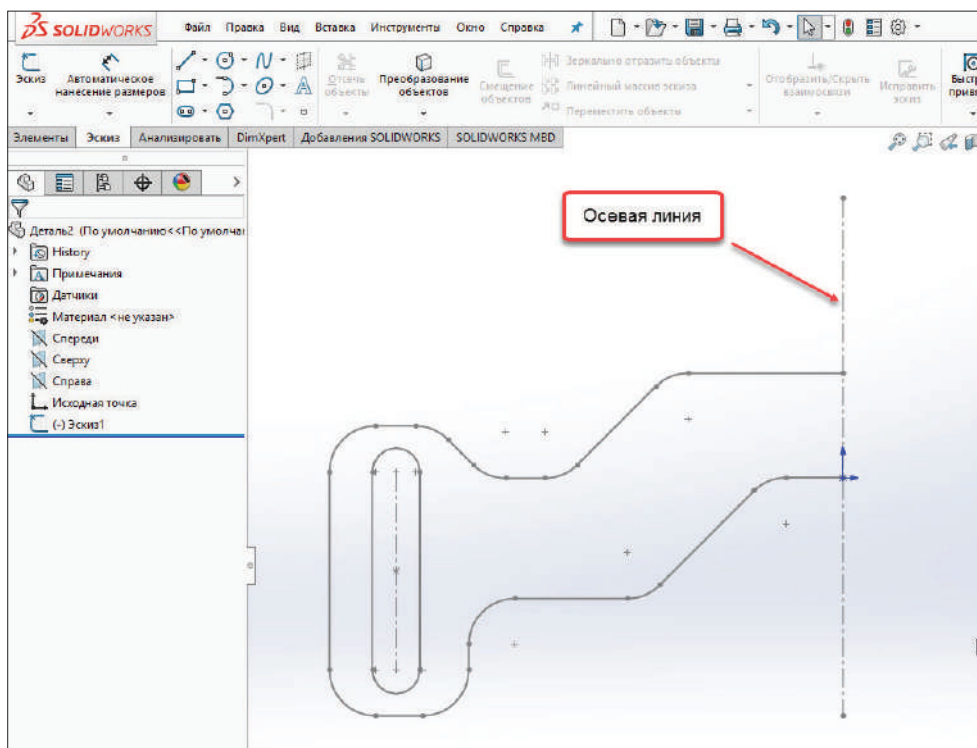 SOLIDWORKS
Файл Правка Вид Вставка Инструменты Окно Справка
Эскиз
Автоматическое
нанесение размеров
Отсечь
объекты
Преобразование
объектов
Смещение
объектов
Зеркально отразить объекты
Линейный массив эскиза
Переместить объекты
Отобразить/Скрыть
взаимосвязи
Исправить
эскиз
Быстр
привя
Элементы Эскиз Анализировать DimXpert Добавления SOLIDWORKS SOLIDWORKS MBD
Деталь2 (По умолчанию<<По умолча
History
Примечания
Датчики
Материал <не указан>
Спереди
Сверху
Справа
Исходная точка
(-) Эскиз1
Осевая линия